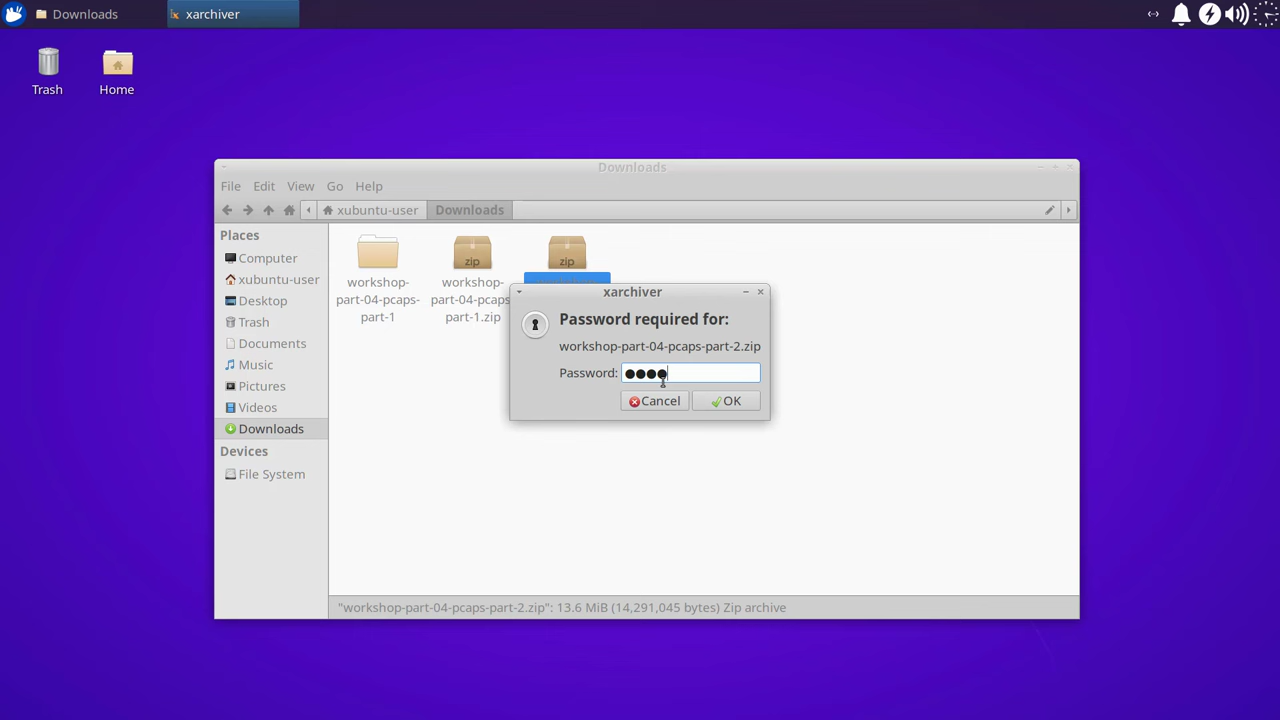 Downloads
xarchiver
Trash
Home
Downloads
File Edit View Go Help
xubuntu-user Downloads
Places
Computer
xubuntu-user
Desktop
Trash
Documents
Music
Pictures
Videos
Downloads
Devices
File System
zip
zip
workshop-
part-04-pcaps-
part-1
workshop-
part-04-pcaps
part-1.zip
xarchiver
Password required for:
workshop-part-04-pcaps-part-2.zip
Password: ●●●●
Cancel OK
"workshop-part-04-pcaps-part-2.zip": 13.6 MiB (14,291,045 bytes) Zip archive